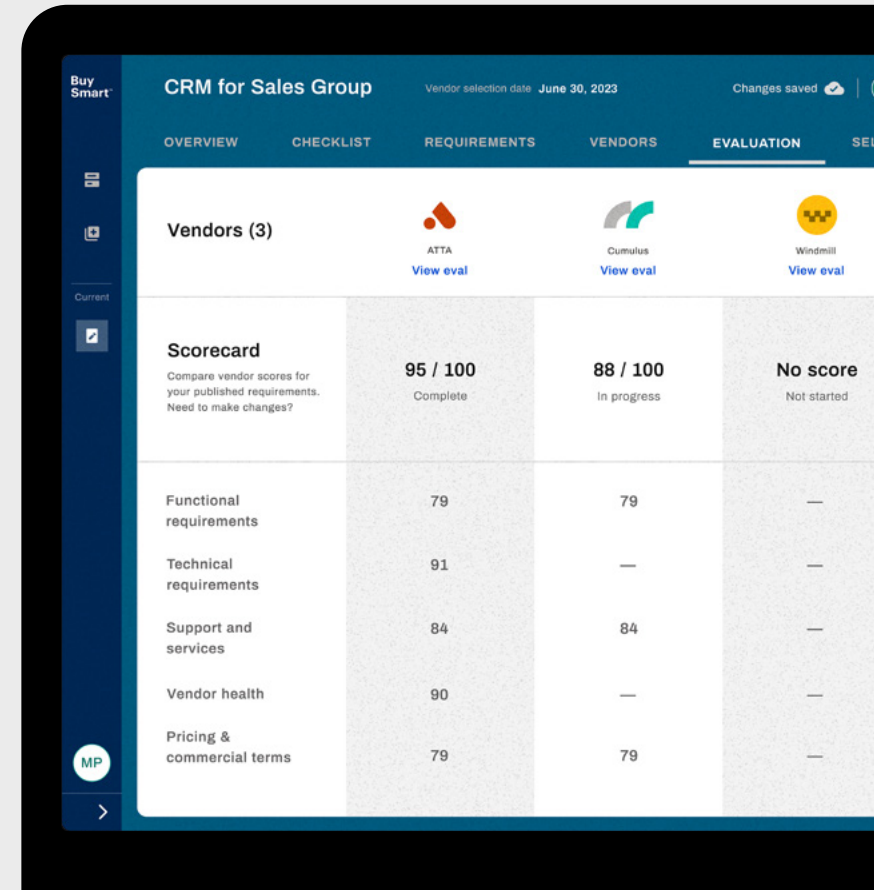 Buy
Smart
CRM for Sales Group
Vendor selection date June 30, 2023
Changes saved
OVERVIEW
CHECKLIST
REQUIREMENTS
VENDORS
EVALUATION
SEL
Vendors (3)
ATTA
View eval
Cumulus
View eval
Windmill
View eval
Current
Scorecard
Compare vendor scores for
your published requirements.
Need to make changes?
95 / 100
Complete
88 / 100
In progress
No score
Not started
Functional
requirements
79
79
—
Technical
requirements
91
—
—
Support and
services
84
84
—
Vendor health
90
—
—
Pricing &
commercial terms
79
79
—
MP